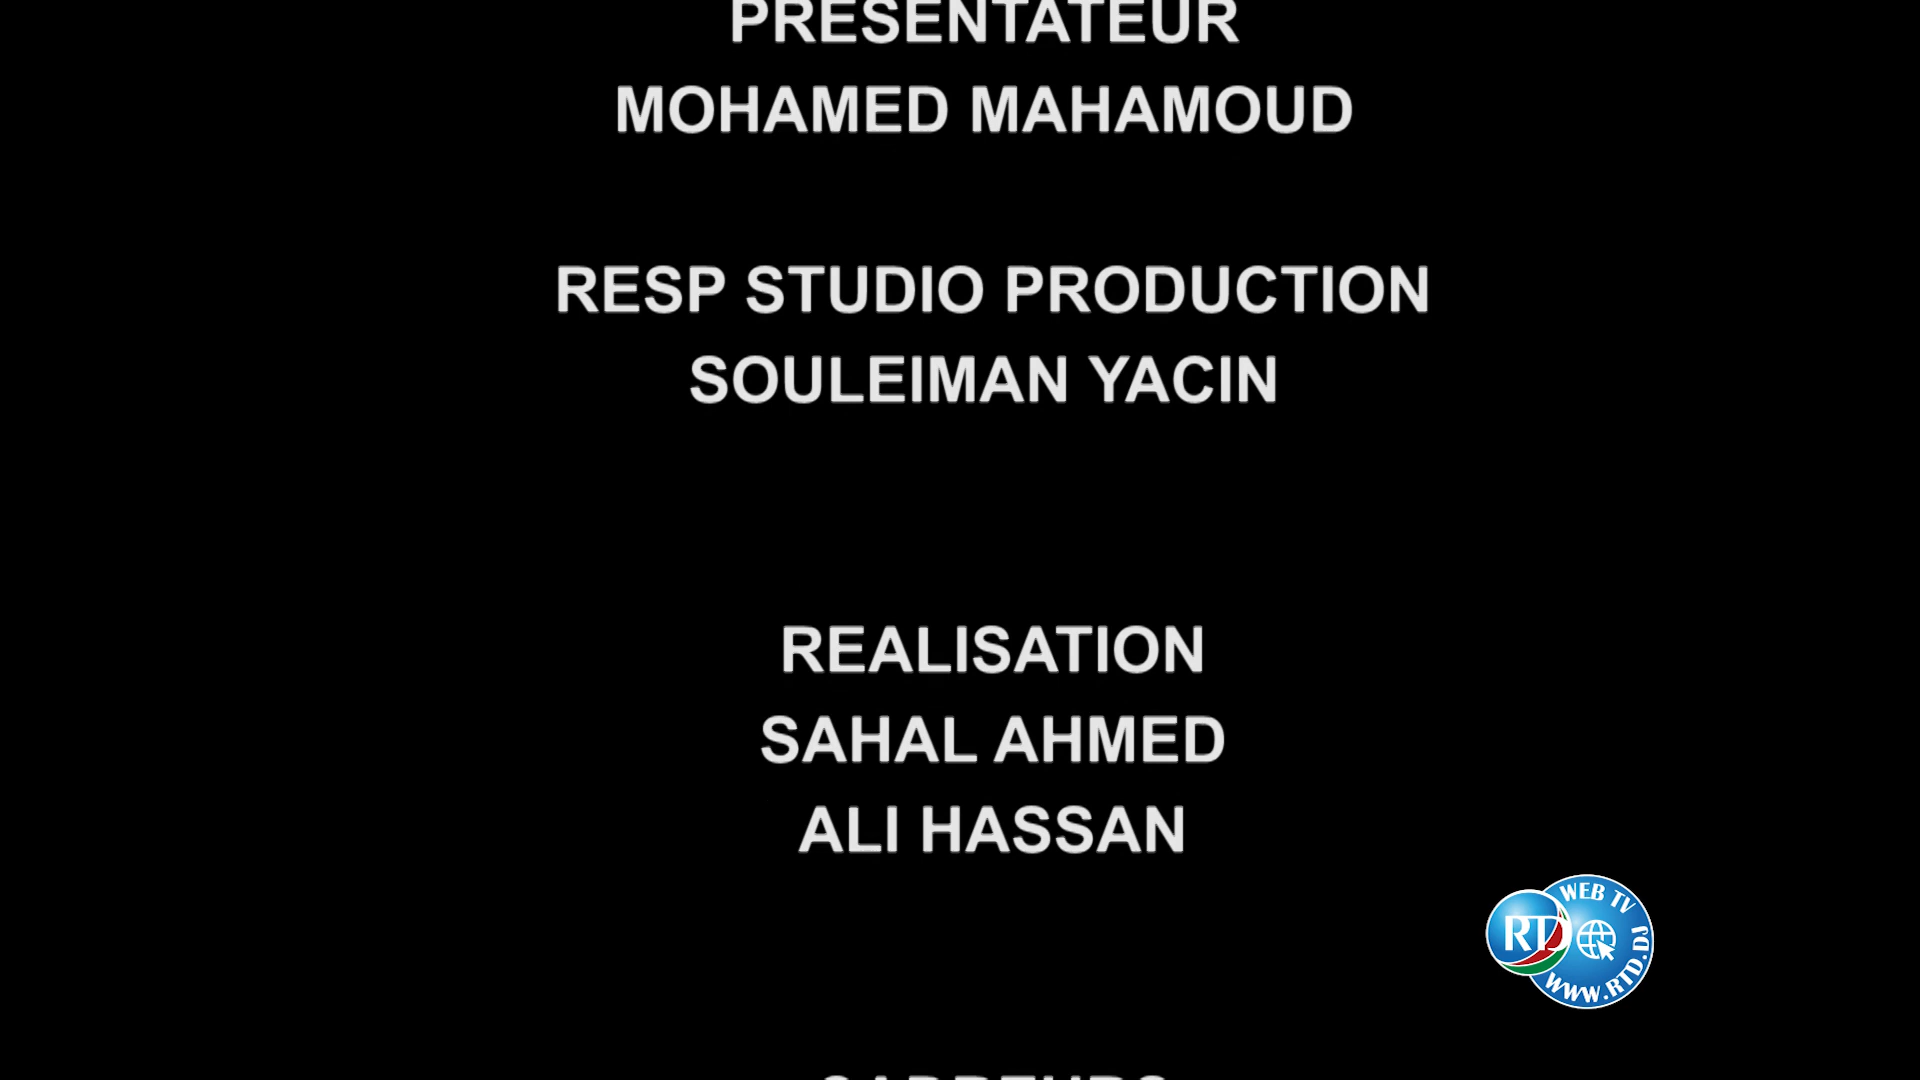 PRESENTATEUR
MOHAMED MAHAMOUD
RESP STUDIO PRODUCTION
SOULEIMAN YACIN
REALISATION
SAHAL AHMED
ALI HASSAN
WEB TV
RTD
WWW.RTD.DJ